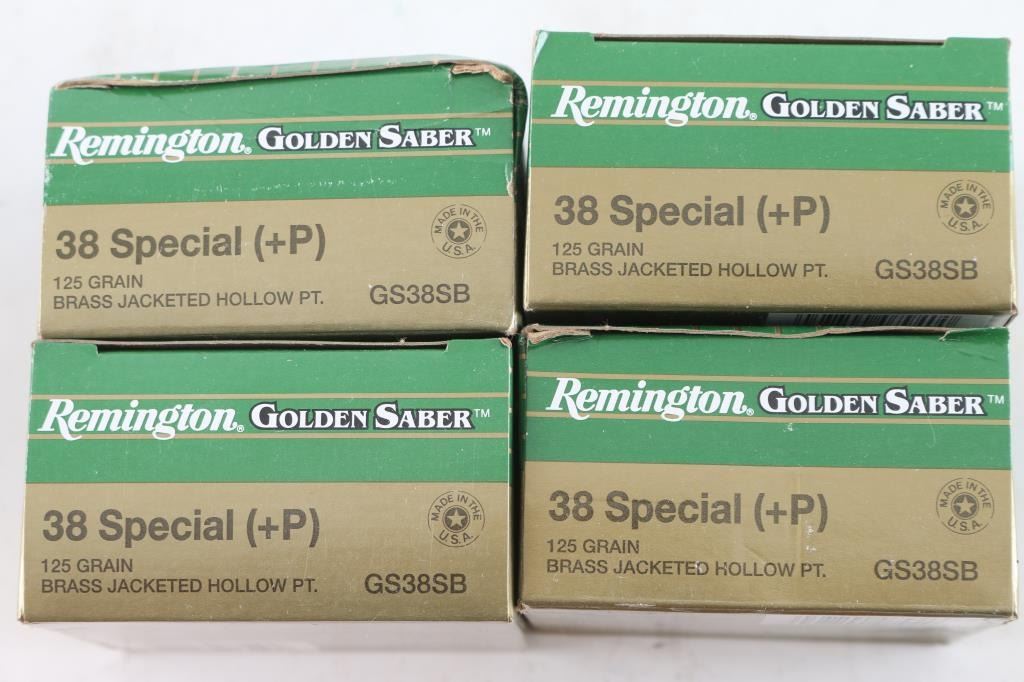 Remington® GOLDEN SABER™
38 Special (+P)
MADE IN THE U.S.A.
125 GRAIN
BRASS JACKETED HOLLOW PT.
GS38SB
Remington® GOLDEN SABER™
38 Special (+P)
MADE IN THE U.S.A.
125 GRAIN
BRASS JACKETED HOLLOW PT.
GS38SB
Remington® GOLDEN SABER™
38 Special (+P)
MADE IN THE U.S.A.
125 GRAIN
BRASS JACKETED HOLLOW PT.
GS38SB
Remington® GOLDEN SABER™
38 Special (+P)
MADE IN THE U.S.A.
125 GRAIN
BRASS JACKETED HOLLOW PT.
GS38SB